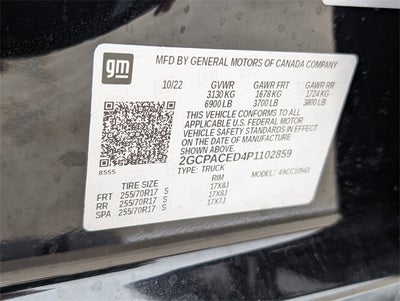 gm
MFD BY GENERAL MOTORS OF CANADA COMPANY
10/22 GVWR GAWR FRT GAWR RR
3130 KG 1678 KG 1724 KG
6900 LB 3700 LB 3800 LB
THIS VEHICLE CONFORMS TO ALL
APPLICABLE U.S. FEDERAL MOTOR
VEHICLE SAFETY STANDARDS IN
EFFECT ON THE DATE OF MANUFACTURE
SHOWN ABOVE.
2GCPACED4P1102859
TYPE: TRUCK MODEL: 49CC10543
8555
TIRE SIZE RIM
FRT 255/70R17 S 17X8J
RR 255/70R17 S 17X8J
SPA 255/70R17 S 17X7J